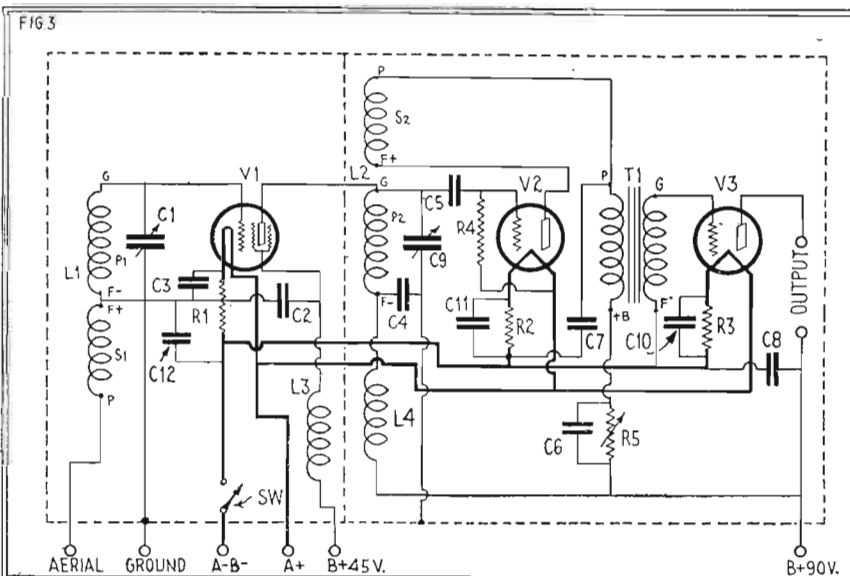 FIG.3
P
S2
F+
G
V1
L2
G
C5
V2
P
T1
G
V3
C1
P2
R4
C9
L1
P1
C3
F-
F+
R1
C2
F-
C4
C11
R2
+B
C7
F-
C10
R3
C8
OUTPUT
S1
C12
P
L3
L4
C6
R5
SW
AERIAL
GROUND
A-B-
A+
B+45V.
B+90V.